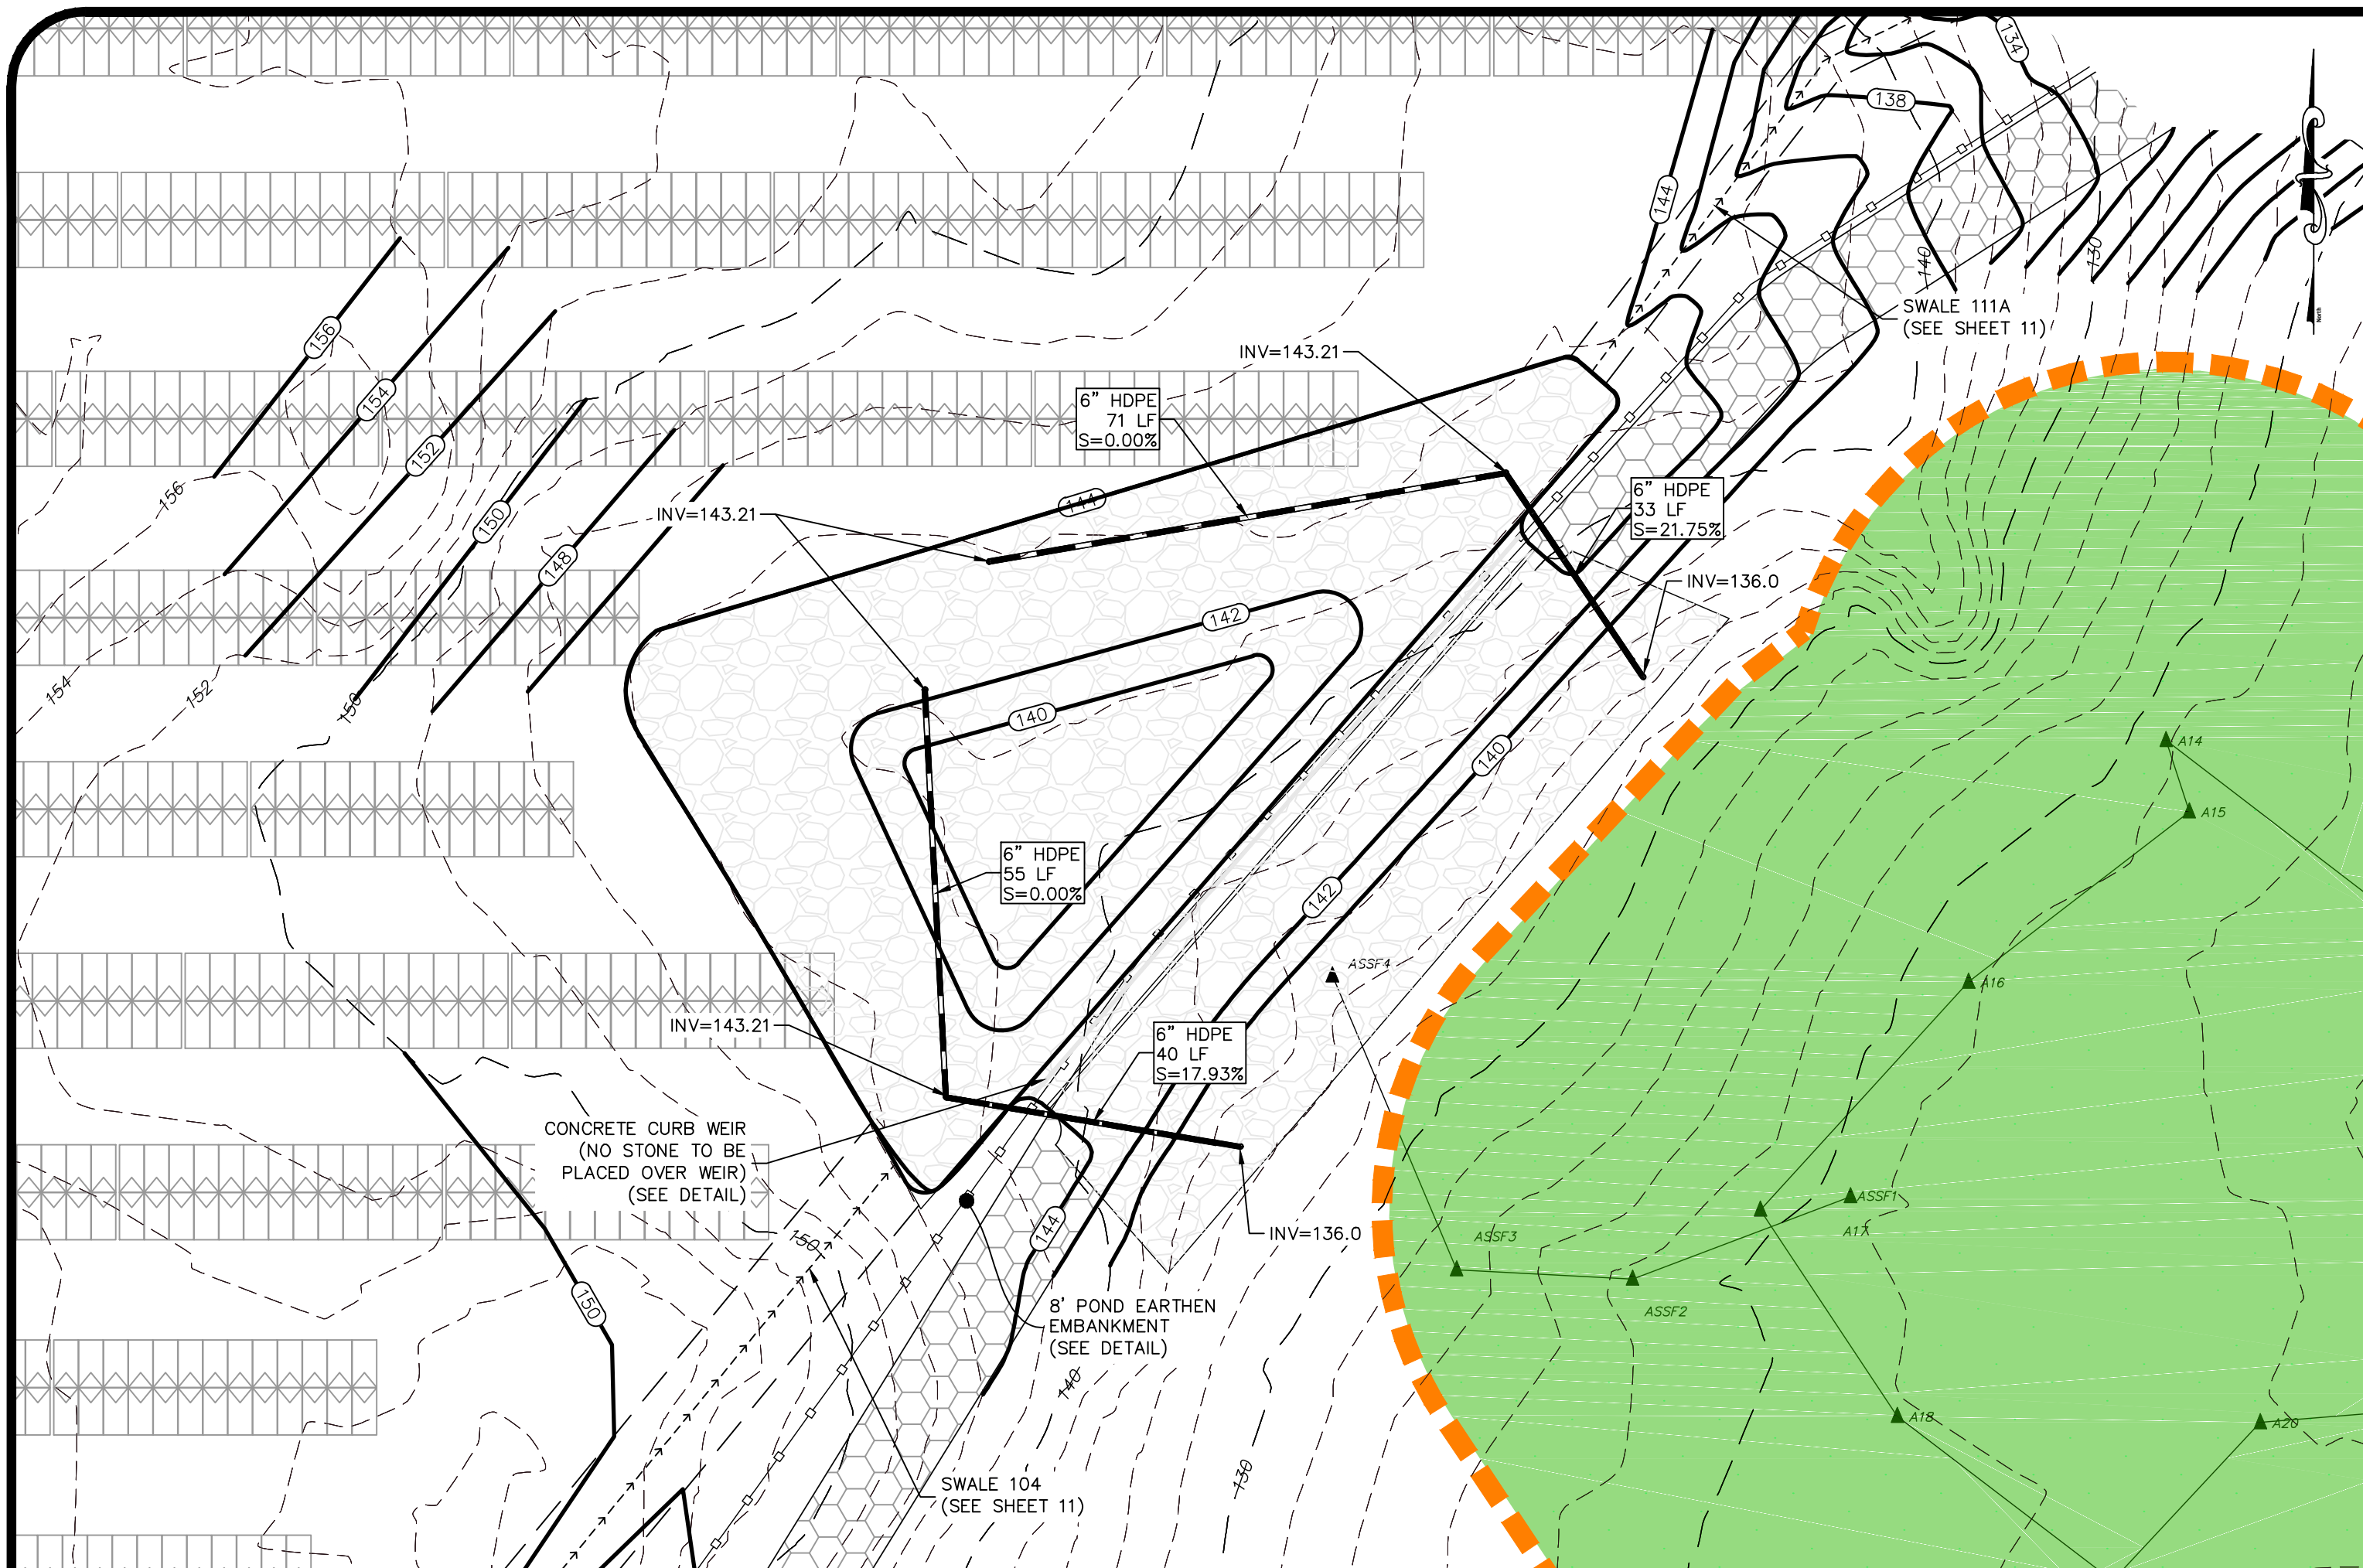 134
138
144
140
130
SWALE 111A
(SEE SHEET 11)
INV=143.21
6" HDPE
71 LF
S=0.00%
156
154
152
150
148
156
154
152
150
INV=143.21
144
6" HDPE
33 LF
S=21.75%
INV=136.0
142
140
140
142
6" HDPE
55 LF
S=0.00%
A14
A15
A16
ASSF4
INV=143.21
6" HDPE
40 LF
S=17.93%
CONCRETE CURB WEIR
(NO STONE TO BE
PLACED OVER WEIR)
(SEE DETAIL)
150
144
INV=136.0
ASSF1
A17
ASSF3
ASSF2
150
8' POND EARTHEN
EMBANKMENT
(SEE DETAIL)
140
130
A18
A20
SWALE 104
(SEE SHEET 11)
North